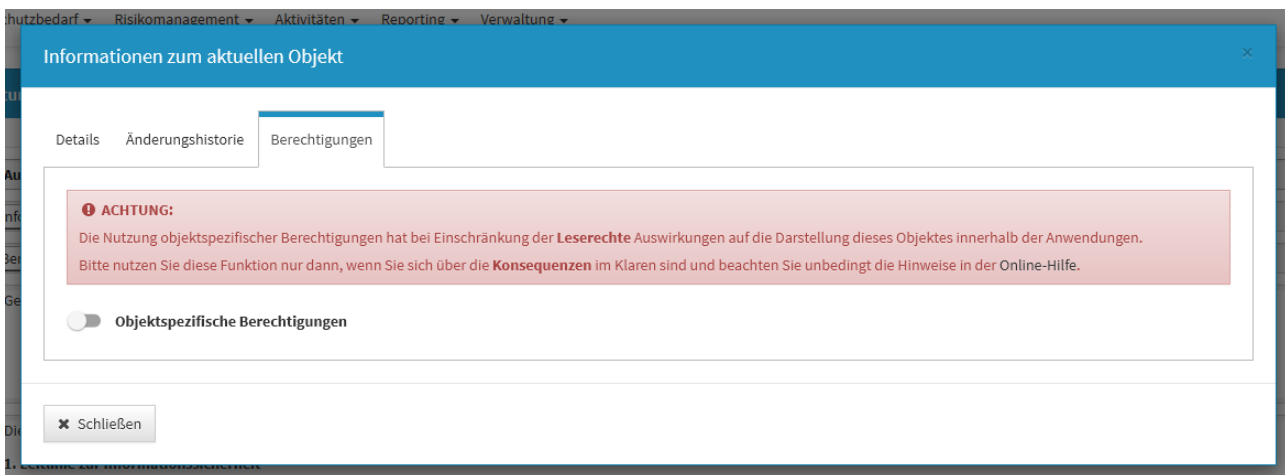 Risikomanagement Aktivitäten Reporting Verwaltung
Informationen zum aktuellen Objekt ×
Details Änderungshistorie Berechtigungen
ACHTUNG:
Die Nutzung objektspezifischer Berechtigungen hat bei Einschränkung der Leserechte Auswirkungen auf die Darstellung dieses Objektes innerhalb der Anwendungen.
Bitte nutzen Sie diese Funktion nur dann, wenn Sie sich über die Konsequenzen im Klaren sind und beachten Sie unbedingt die Hinweise in der Online-Hilfe.
Objektspezifische Berechtigungen
Schließen